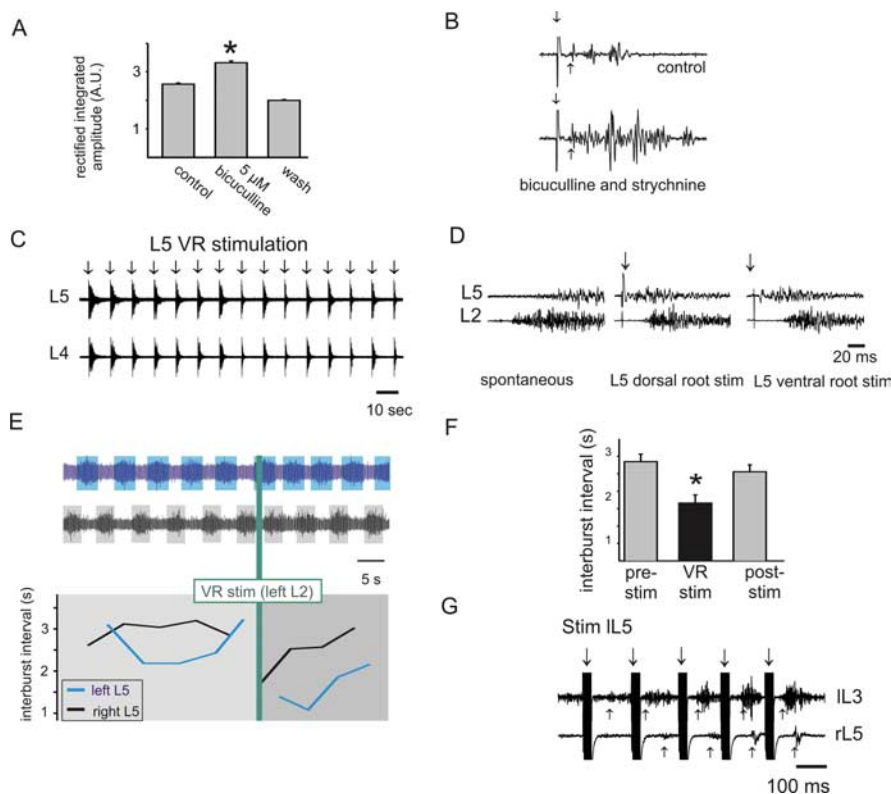 A
rectified integrated
amplitude (A.U.)
3
1
*
control
5 µM
bicuculline
wash
B
control
bicuculline and strychnine
C
L5 VR stimulation
L5
L4
10 sec
D
L5
L2
20 ms
spontaneous
L5 dorsal root stim
L5 ventral root stim
E
5 s
VR stim (left L2)
interburst interval (s)
3
2
1
left L5
right L5
F
interburst interval (s)
3
2
1
*
pre-
stim
VR
stim
post-
stim
G
Stim lL5
lL3
rL5
100 ms